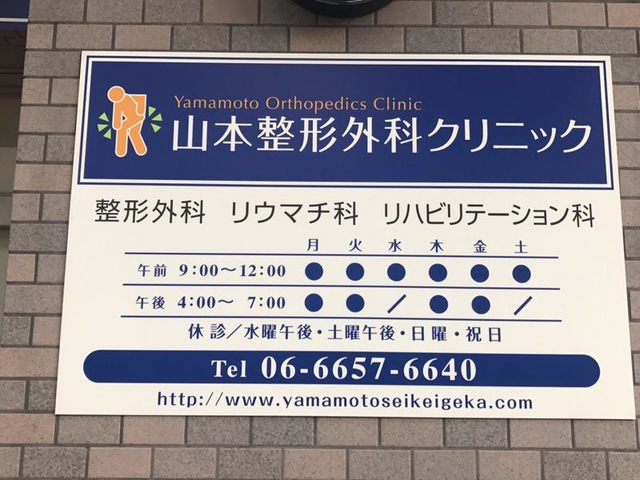 Yamamoto Orthopedics Clinic
山本整形外科クリニック
整形外科 リウマチ科 リハビリテーション科
月 火 水 木 金 土
午前 9:00〜12:00 ● ● ● ● ● ●
午後 4:00〜 7:00 ● ● / ● ● /
休診/水曜午後・土曜午後・日曜・祝日
Tel 06-6657-6640
http://www.yamamotoseikeigeka.com